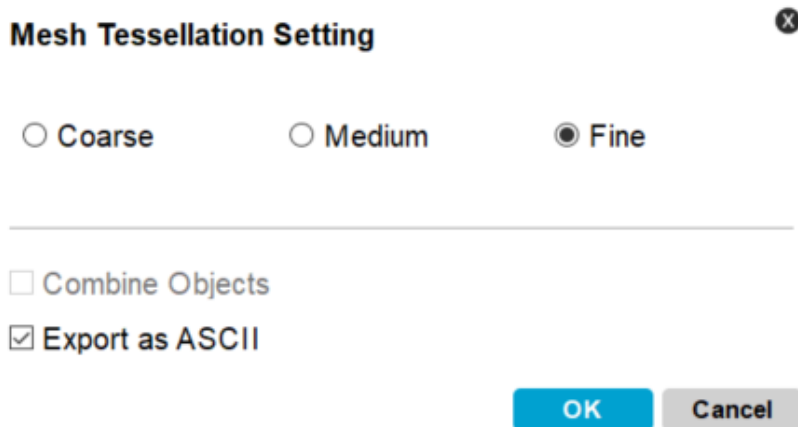 Mesh Tessellation Setting
X
Coarse Medium Fine
Combine Objects
Export as ASCII
OK Cancel